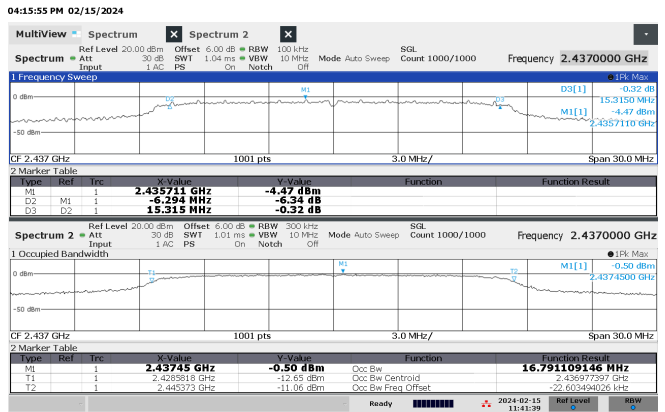 04:15:55 PM 02/15/2024
MultiView Spectrum X Spectrum 2 X
Ref Level 20.00 dBm Offset 6.00 dB RBW 100 kHz SGL
Spectrum Att 30 dB SWT 1.04 ms VBW 10 MHz Mode Auto Sweep Count 1000/1000 Frequency 2.4370000 GHz
Input 1 AC PS On Notch Off
1 Frequency Sweep 1Pk Max
D3[1] -0.32 dB
15.3150 MHz
M1[1] -4.47 dBm
2.4357110 GHz
0 dBm
M1
D2
D3
-50 dBm
CF 2.437 GHz 1001 pts 3.0 MHz/ Span 30.0 MHz
2 Marker Table
Type Ref Trc X-Value Y-Value Function Function Result
M1 1 2.435711 GHz -4.47 dBm
D2 M1 1 -6.294 MHz -6.34 dB
D3 D2 1 15.315 MHz -0.32 dB
Ref Level 20.00 dBm Offset 6.00 dB RBW 300 kHz SGL
Spectrum 2 Att 30 dB SWT 1.01 ms VBW 10 MHz Mode Auto Sweep Count 1000/1000 Frequency 2.4370000 GHz
Input 1 AC PS On Notch Off
1 Occupied Bandwidth 1Pk Max
M1[1] -0.50 dBm
2.4374500 GHz
0 dBm
T1
M1
T2
-50 dBm
CF 2.437 GHz 1001 pts 3.0 MHz/ Span 30.0 MHz
2 Marker Table
Type Ref Trc X-Value Y-Value Function Function Result
M1 1 2.43745 GHz -0.50 dBm Occ Bw 16.791109146 MHz
T1 1 2.4285818 GHz -12.65 dBm Occ Bw Centroid 2.436977397 GHz
T2 1 2.445373 GHz -11.06 dBm Occ Bw Freq Offset -22.603494026 kHz
Ready 2024-02-15 11:41:39 Ref Level RBW